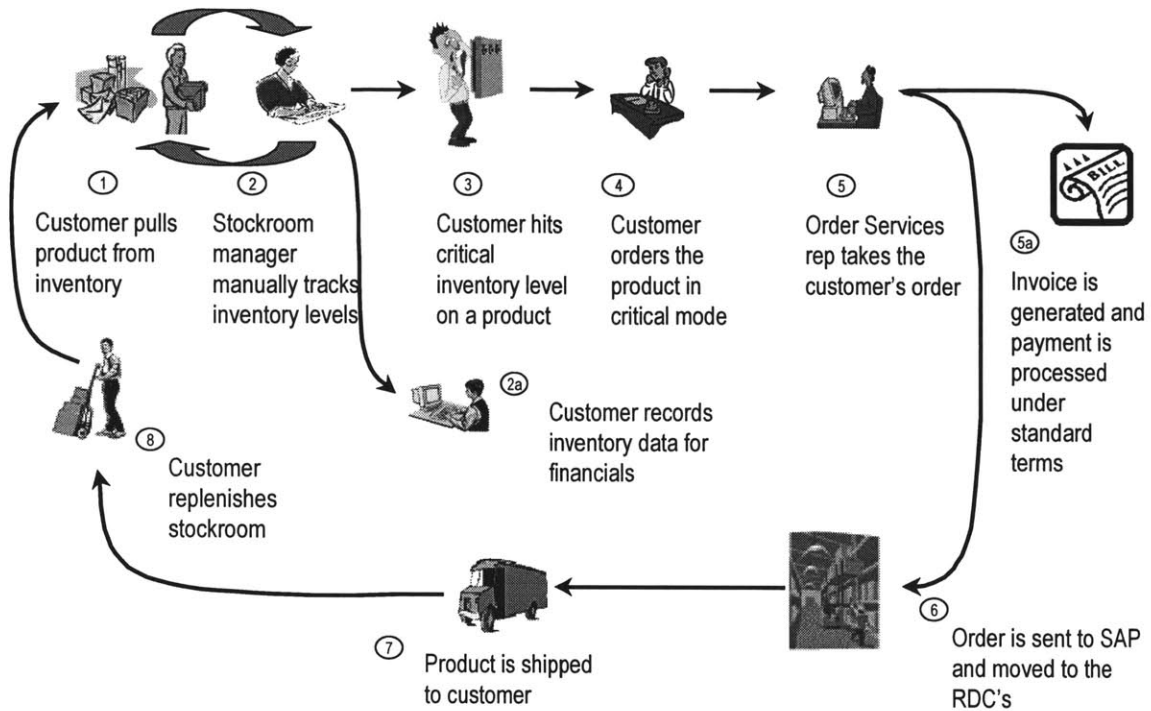 1
Customer pulls
product from
inventory
2
Stockroom
manager
manually tracks
inventory levels
3
Customer hits
critical
inventory level
on a product
4
Customer
orders the
product in
critical mode
5
Order Services
rep takes the
customer's order
BILL
5a
Invoice is
generated and
payment is
processed
under
standard
terms
2a
Customer records
inventory data for
financials
8
Customer
replenishes
stockroom
7
Product is shipped
to customer
6
Order is sent to SAP
and moved to the
RDC's